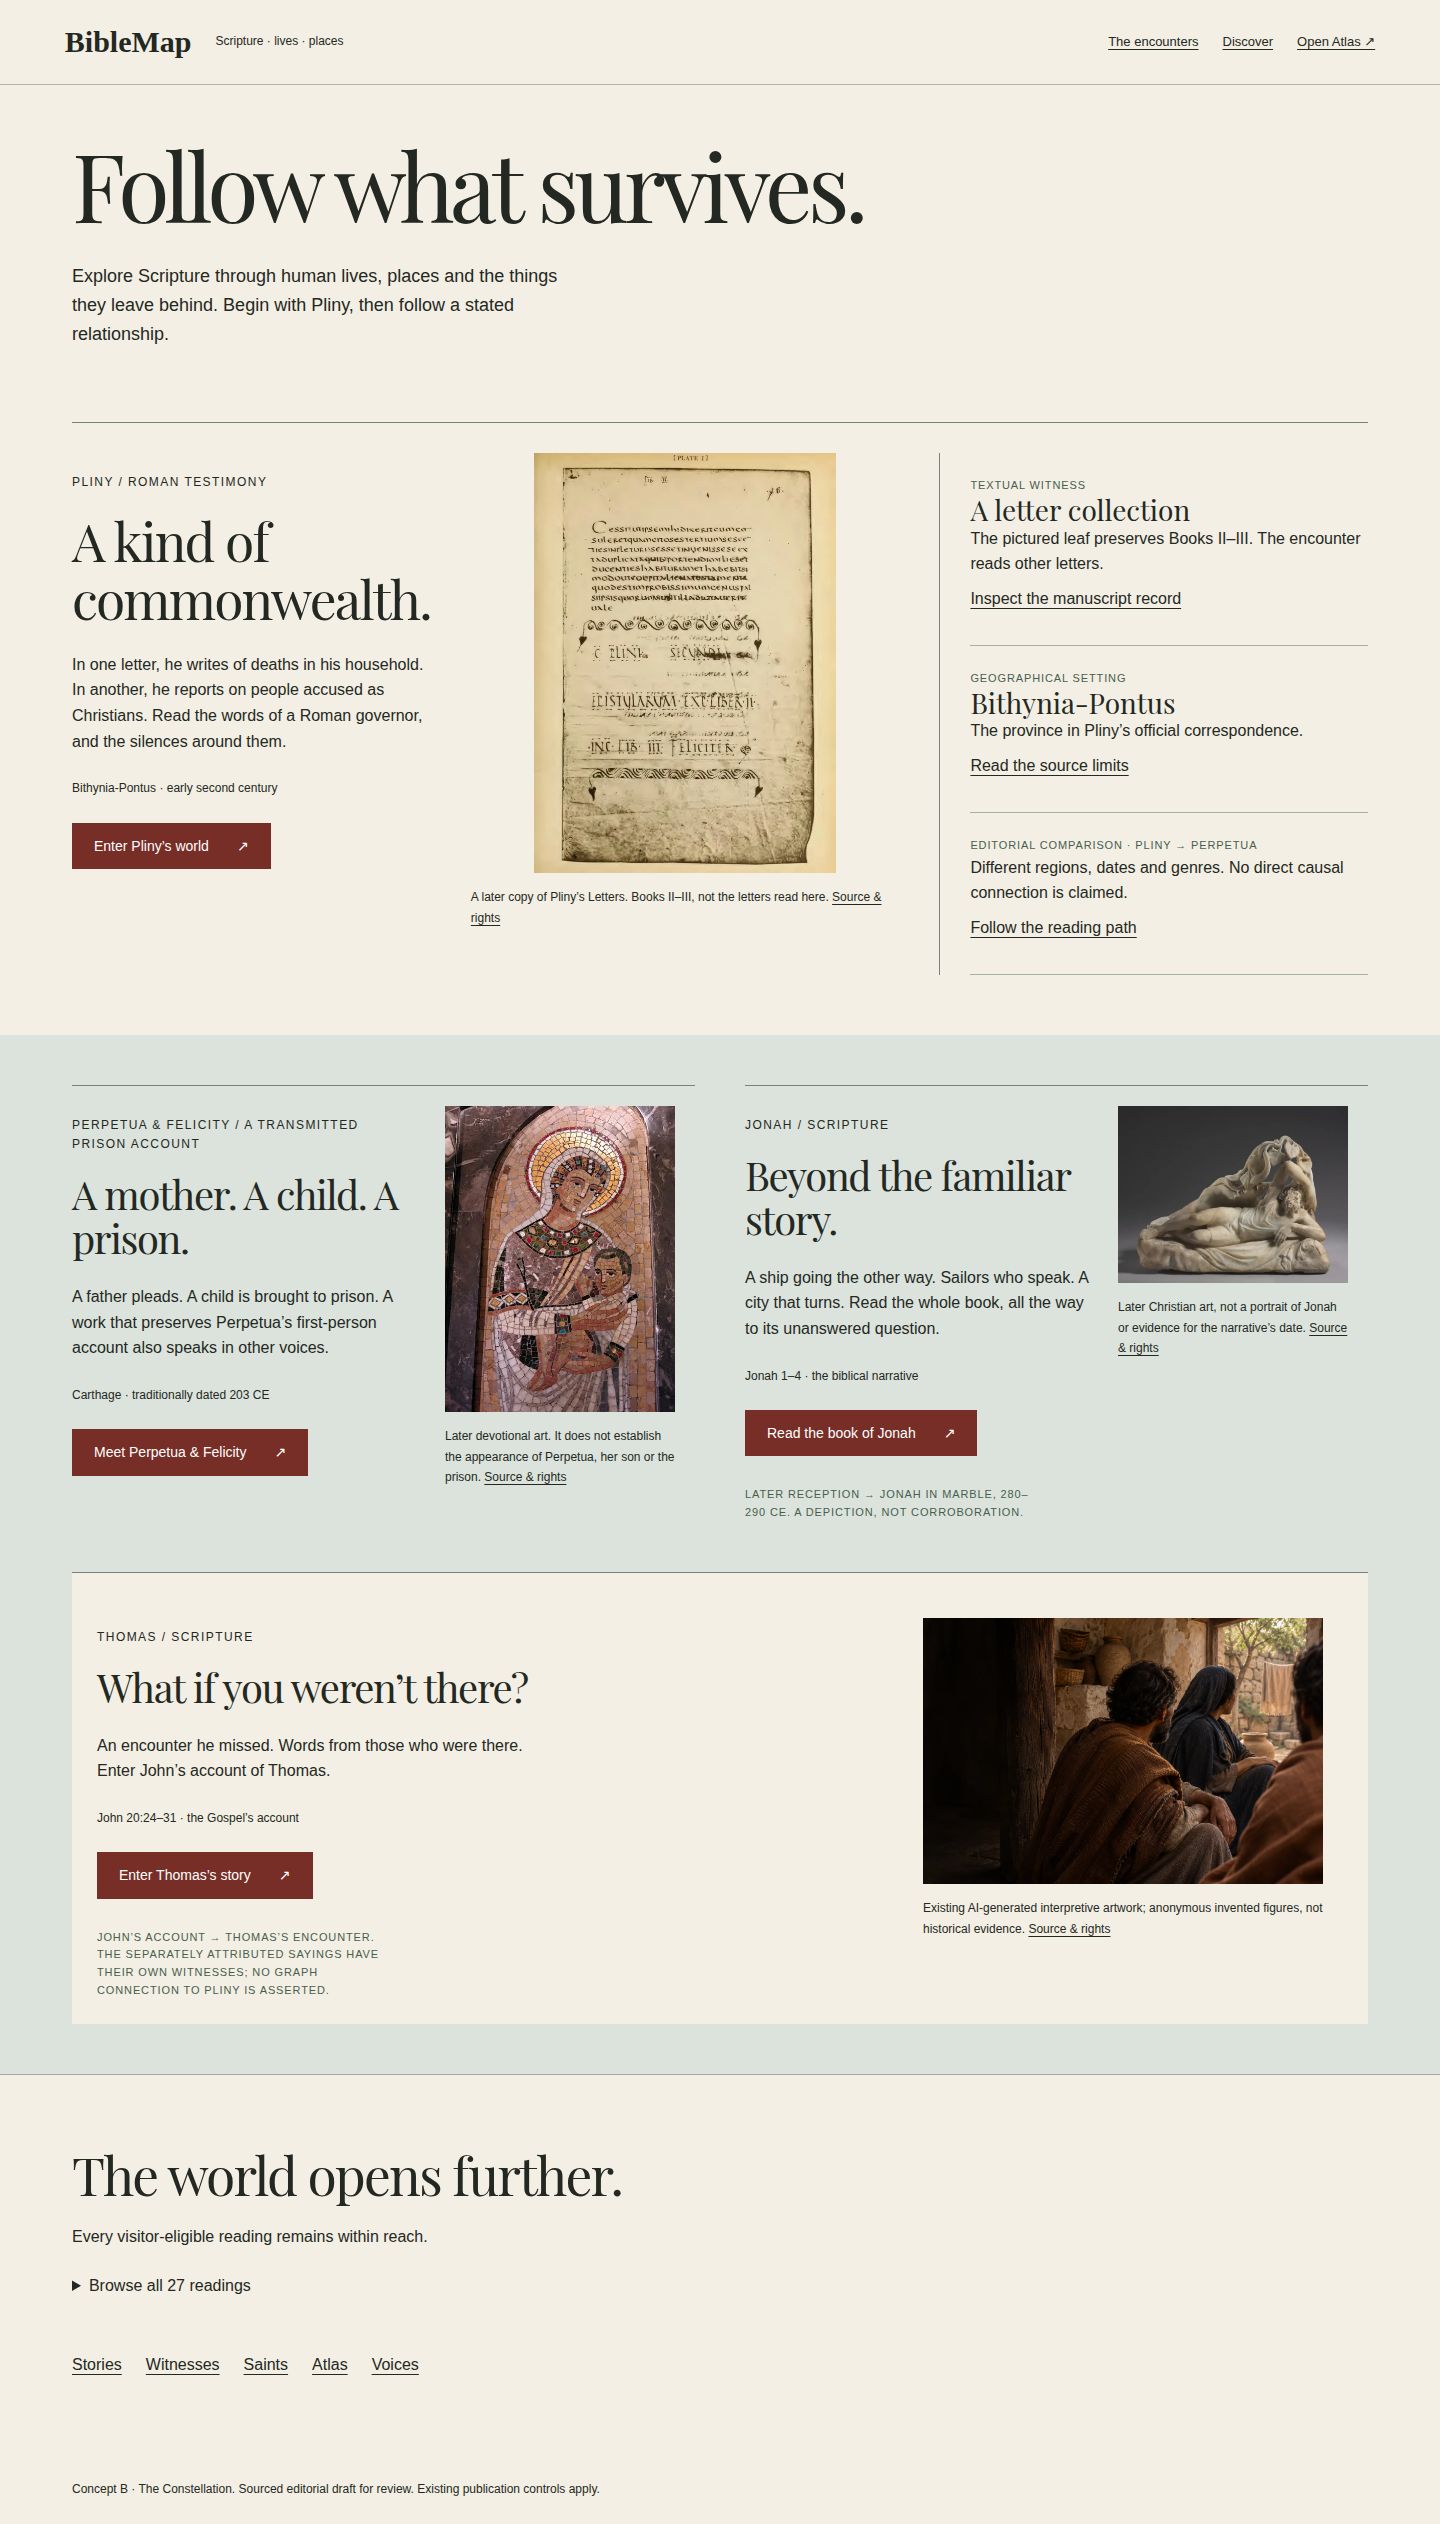 BibleMap
Scripture · lives · places
The encounters
Discover
Open Atlas ↗
Follow what survives.
Explore Scripture through human lives, places and the things
they leave behind. Begin with Pliny, then follow a stated
relationship.
PLINY / ROMAN TESTIMONY
A kind of
commonwealth.
In one letter, he writes of deaths in his household.
In another, he reports on people accused as
Christians. Read the words of a Roman governor,
and the silences around them.
Bithynia-Pontus · early second century
Enter Pliny’s world ↗
[PLATE I]
A later copy of Pliny’s Letters. Books II–III, not the letters read here. Source &
rights
TEXTUAL WITNESS
A letter collection
The pictured leaf preserves Books II–III. The encounter
reads other letters.
Inspect the manuscript record
GEOGRAPHICAL SETTING
Bithynia-Pontus
The province in Pliny’s official correspondence.
Read the source limits
EDITORIAL COMPARISON · PLINY → PERPETUA
Different regions, dates and genres. No direct causal
connection is claimed.
Follow the reading path
PERPETUA & FELICITY / A TRANSMITTED
PRISON ACCOUNT
A mother. A child. A
prison.
A father pleads. A child is brought to prison. A
work that preserves Perpetua’s first-person
account also speaks in other voices.
Carthage · traditionally dated 203 CE
Meet Perpetua & Felicity ↗
Later devotional art. It does not establish
the appearance of Perpetua, her son or the
prison. Source & rights
JONAH / SCRIPTURE
Beyond the familiar
story.
A ship going the other way. Sailors who speak. A
city that turns. Read the whole book, all the way
to its unanswered question.
Jonah 1–4 · the biblical narrative
Read the book of Jonah ↗
LATER RECEPTION → JONAH IN MARBLE, 280–
290 CE. A DEPICTION, NOT CORROBORATION.
Later Christian art, not a portrait of Jonah
or evidence for the narrative’s date. Source
& rights
THOMAS / SCRIPTURE
What if you weren’t there?
An encounter he missed. Words from those who were there.
Enter John’s account of Thomas.
John 20:24–31 · the Gospel’s account
Enter Thomas’s story ↗
JOHN’S ACCOUNT → THOMAS’S ENCOUNTER.
THE SEPARATELY ATTRIBUTED SAYINGS HAVE
THEIR OWN WITNESSES; NO GRAPH
CONNECTION TO PLINY IS ASSERTED.
Existing AI-generated interpretive artwork; anonymous invented figures, not
historical evidence. Source & rights
The world opens further.
Every visitor-eligible reading remains within reach.
▶ Browse all 27 readings
Stories
Witnesses
Saints
Atlas
Voices
Concept B · The Constellation. Sourced editorial draft for review. Existing publication controls apply.